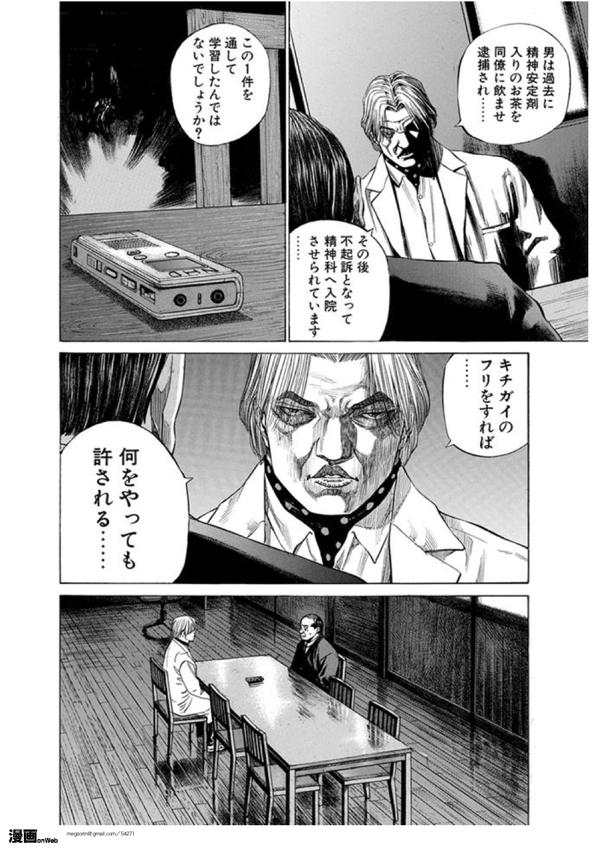 男は過去に
精神安定剤
入りのお茶を
同僚に飲ませ
逮捕され……
その後
不起訴となって
精神科へ入院
させられています
……
この1件を
通して
学習したんでは
ないでしょうか？
キチガイの
フリをすれば
……
何をやっても
許される……
漫画onWeb
megaorin@gmail.com/54271